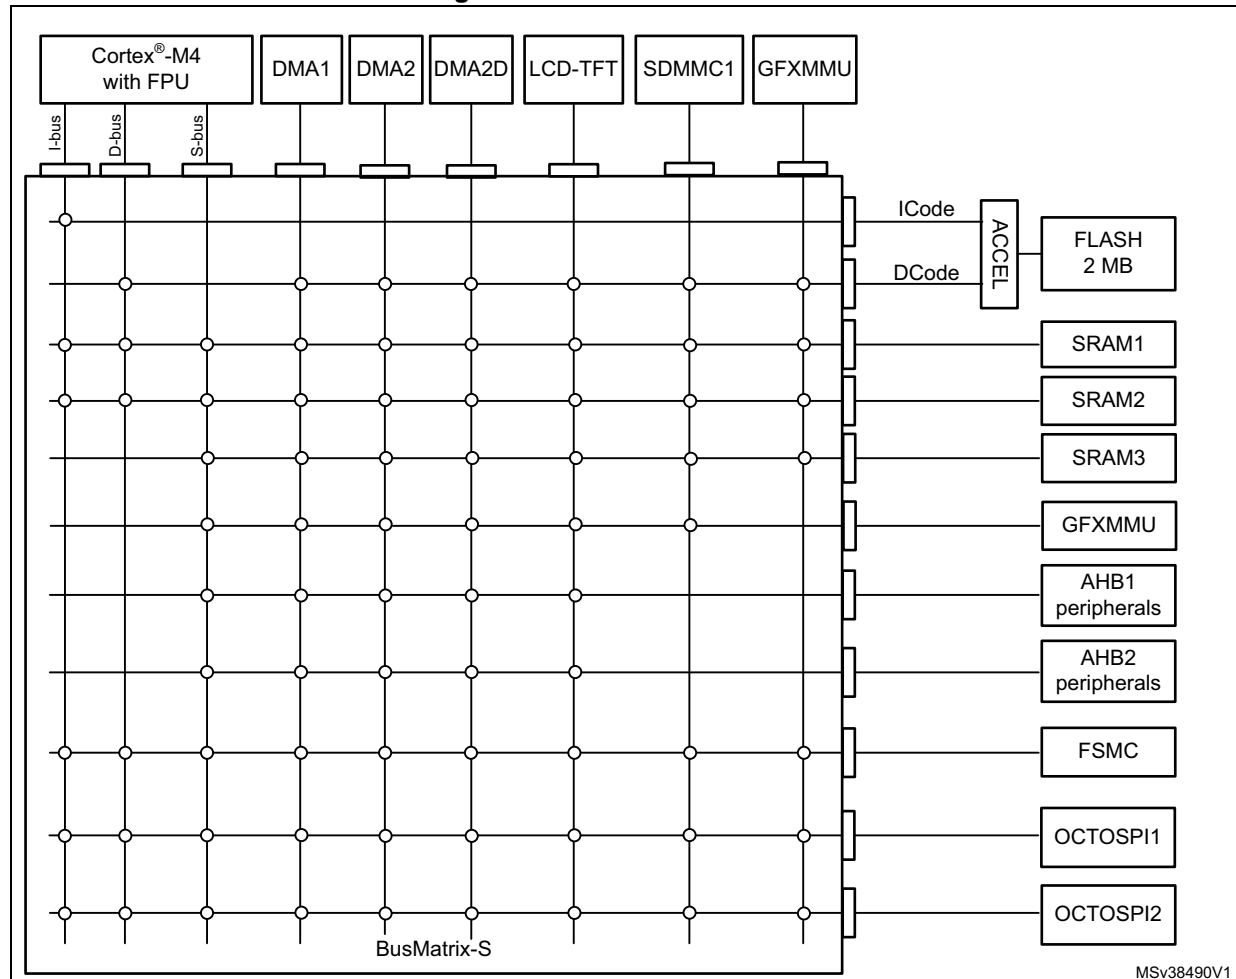 Cortex®-M4
with FPU
DMA1
DMA2
DMA2D
LCD-TFT
SDMMC1
GFXMMU
I-bus
D-bus
S-bus
ICode
DCode
ACCEL
FLASH
2 MB
SRAM1
SRAM2
SRAM3
GFXMMU
AHB1
peripherals
AHB2
peripherals
FSMC
OCTOSPI1
OCTOSPI2
BusMatrix-S
MSv38490V1